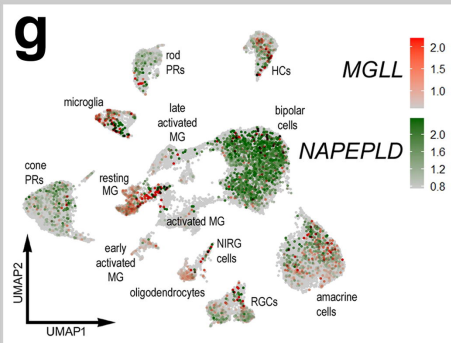 g
rod
PRs
HCs
MGLL
2.0
1.5
1.0
microglia
late
activated
MG
bipolar
cells
NAPEPLD
2.0
1.6
1.2
0.8
cone
PRs
resting
MG
activated MG
early
activated
MG
NIRG
cells
oligodendrocytes
RGCs
amacrine
cells
UMAP2
UMAP1